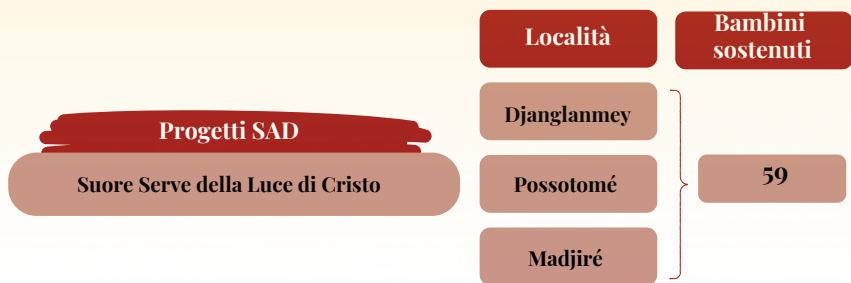 Località
Bambini
sostenuti
Progetti SAD
Suore Serve della Luce di Cristo
Djanglanmey
Possotomé
Madjiré
59